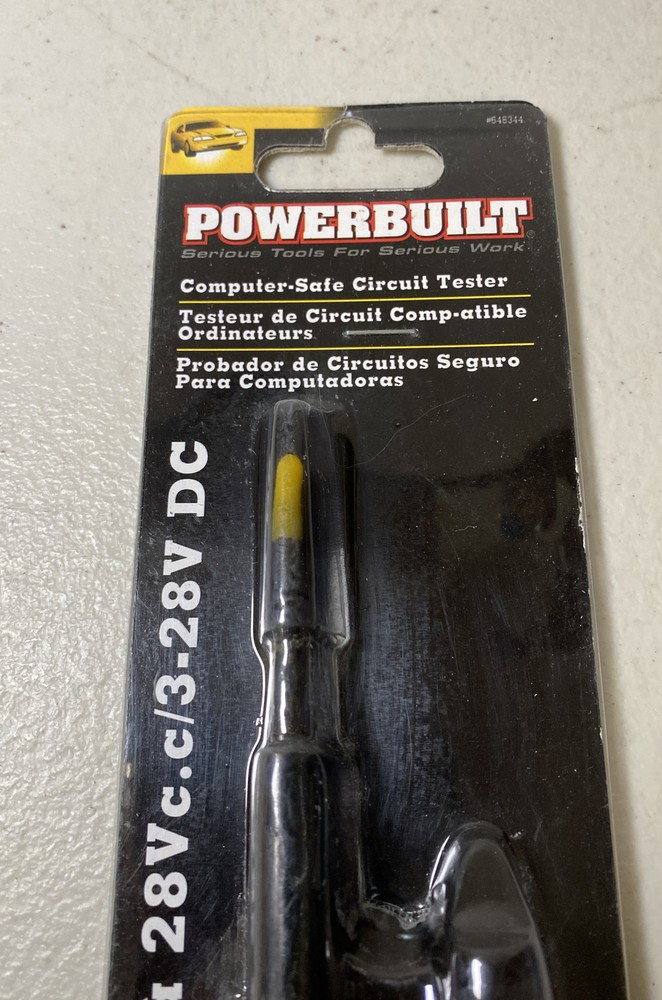 #648344
POWERBUILT®
Serious Tools For Serious Work
Computer-Safe Circuit Tester
Testeur de Circuit Comp-atible
Ordinateurs
Probador de Circuitos Seguro
Para Computadoras
28Vc.c/3-28V DC